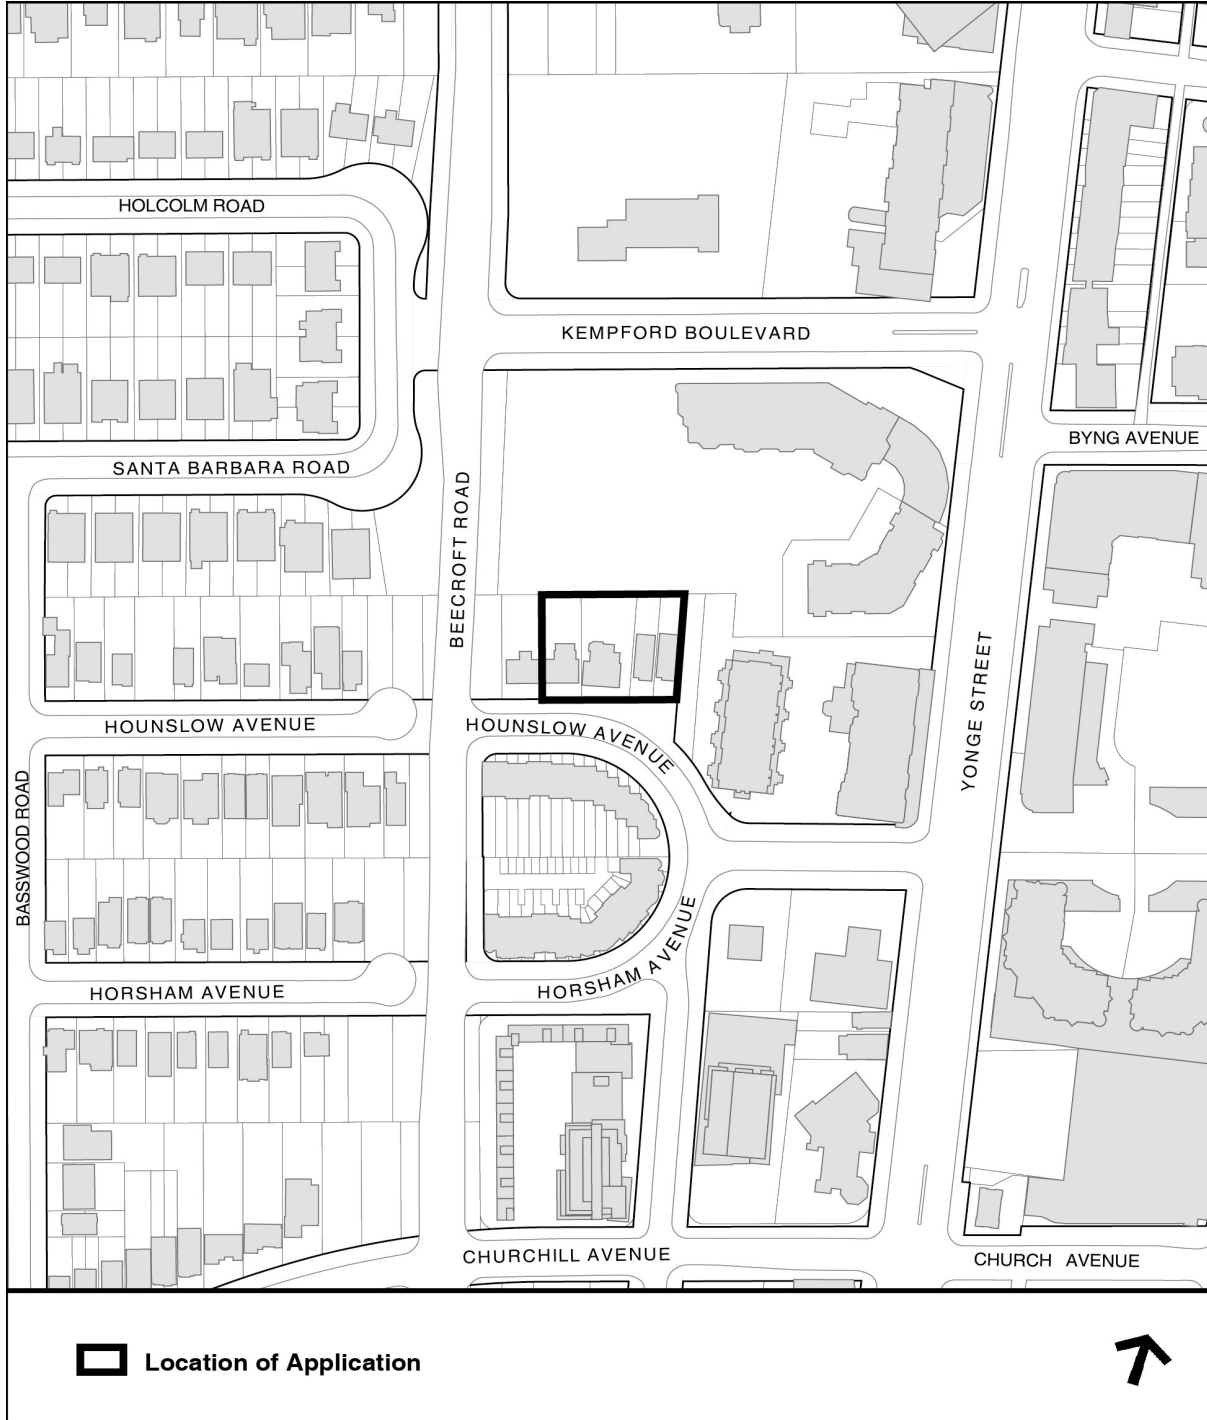 HOLCOLM ROAD
KEMPFORD BOULEVARD
BYNG AVENUE
SANTA BARBARA ROAD
BEECROFT ROAD
YONGE STREET
HOUNSLOW AVENUE
HOUNSLOW AVENUE
BASSWOOD ROAD
HORSHAM AVENUE
HORSHAM AVENUE
CHURCHILL AVENUE
CHURCH AVENUE
Location of Application